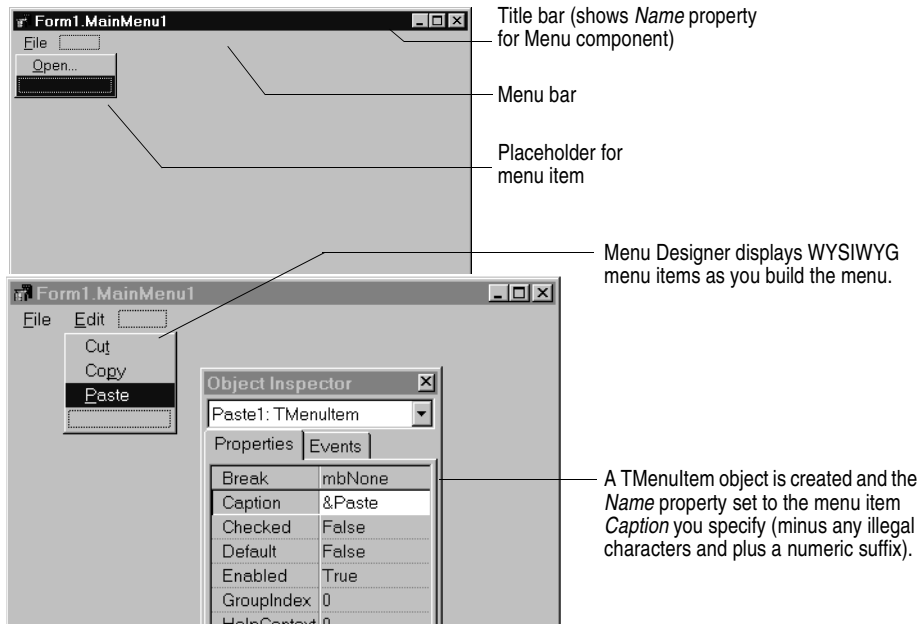 Form1.MainMenu1
File
Open...
Title bar (shows Name property
for Menu component)
Menu bar
Placeholder for
menu item
Menu Designer displays WYSIWYG
menu items as you build the menu.
Form1.MainMenu1
File Edit
Cut
Copy
Paste
Object Inspector
Paste1: TMenuItem
Properties Events
Break mbNone
Caption &Paste
Checked False
Default False
Enabled True
GroupIndex 0
HelpContext 0
A TMenuItem object is created and the
Name property set to the menu item
Caption you specify (minus any illegal
characters and plus a numeric suffix).